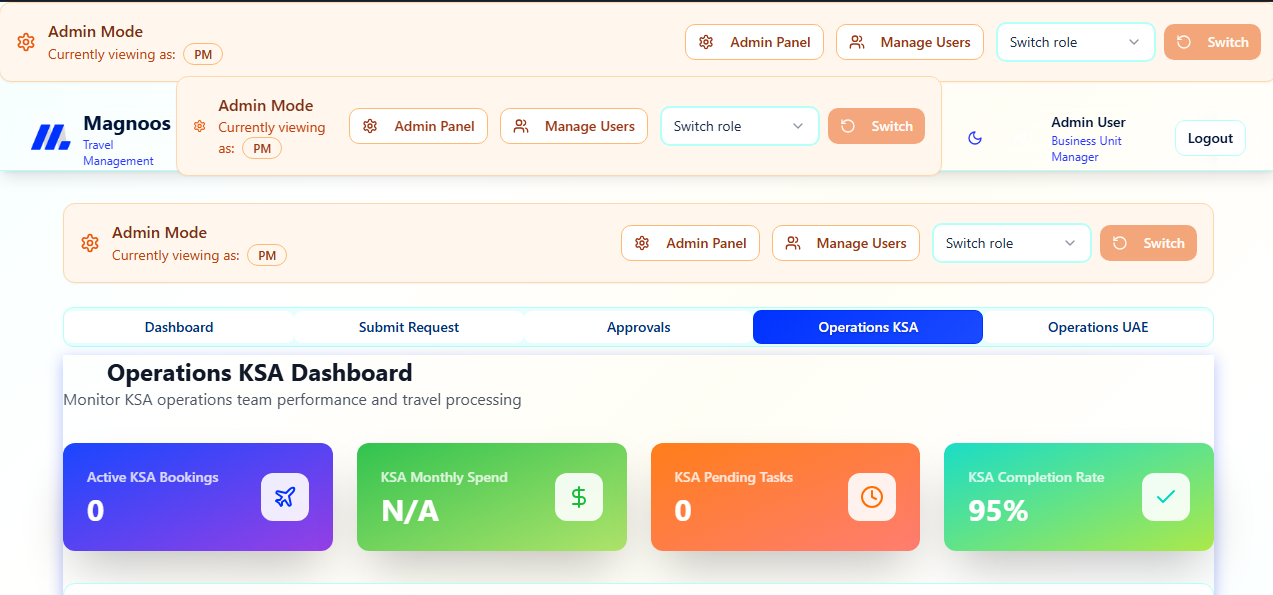 Admin Mode
Currently viewing as: PM
Admin Panel
Manage Users
Switch role
Switch
Magnoos
Travel
Management
Admin Mode
Currently viewing
as: PM
Admin Panel
Manage Users
Switch role
Switch
Admin User
Business Unit
Manager
Logout
Admin Mode
Currently viewing as: PM
Admin Panel
Manage Users
Switch role
Switch
Dashboard
Submit Request
Approvals
Operations KSA
Operations UAE
Operations KSA Dashboard
Monitor KSA operations team performance and travel processing
Active KSA Bookings
0
KSA Monthly Spend
N/A
KSA Pending Tasks
0
KSA Completion Rate
95%